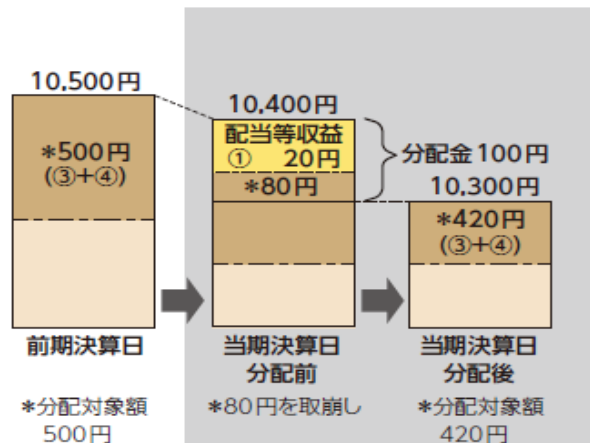 10,500円
*500円
(③+④)
前期決算日
*分配対象額
500円
10,400円
配当等収益
① 20円
*80円
分配金100円
当期決算日
分配前
*80円を取崩し
10,300円
*420円
(③+④)
当期決算日
分配後
*分配対象額
420円